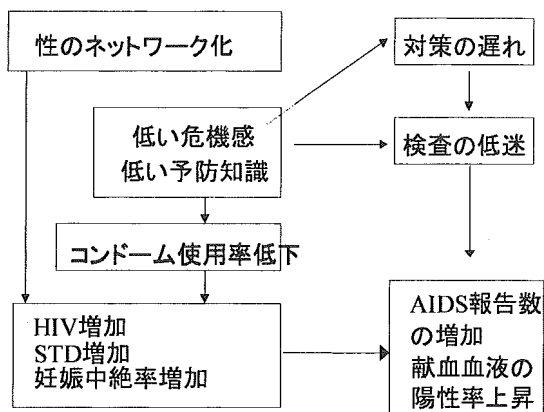 性のネットワーク化
対策の遅れ
低い危機感
低い予防知識
検査の低迷
コンドーム使用率低下
HIV増加
STD増加
妊娠中絶率増加
AIDS報告数
の増加
献血血液の
陽性率上昇